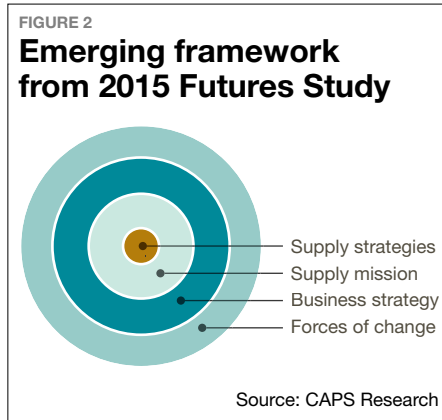 FIGURE 2
Emerging framework
from 2015 Futures Study
Supply strategies
Supply mission
Business strategy
Forces of change
Source: CAPS Research